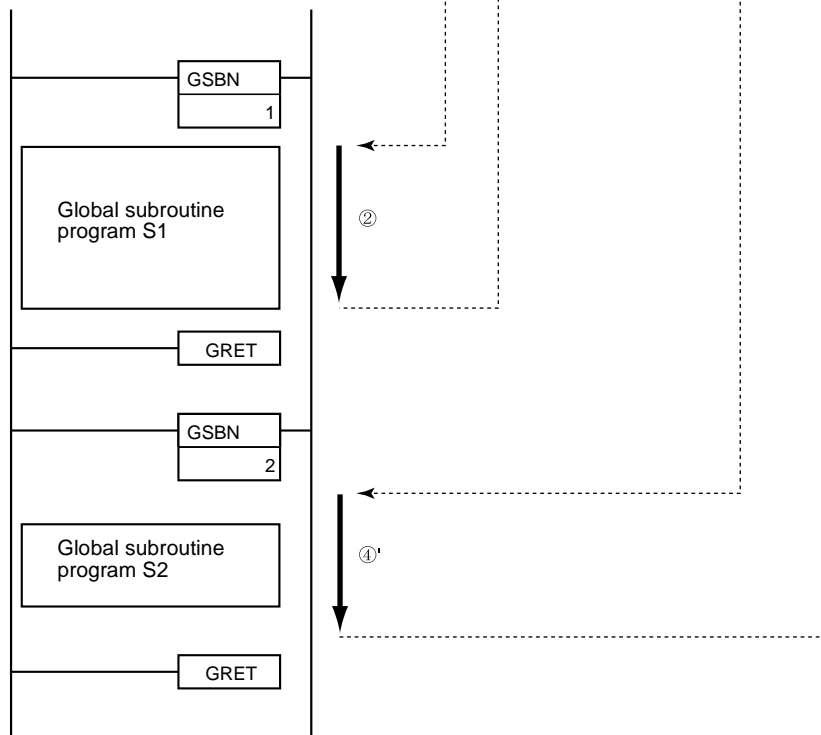 GSBN
1
Global subroutine
program S1
②
GRET
GSBN
2
Global subroutine
program S2
④'
GRET